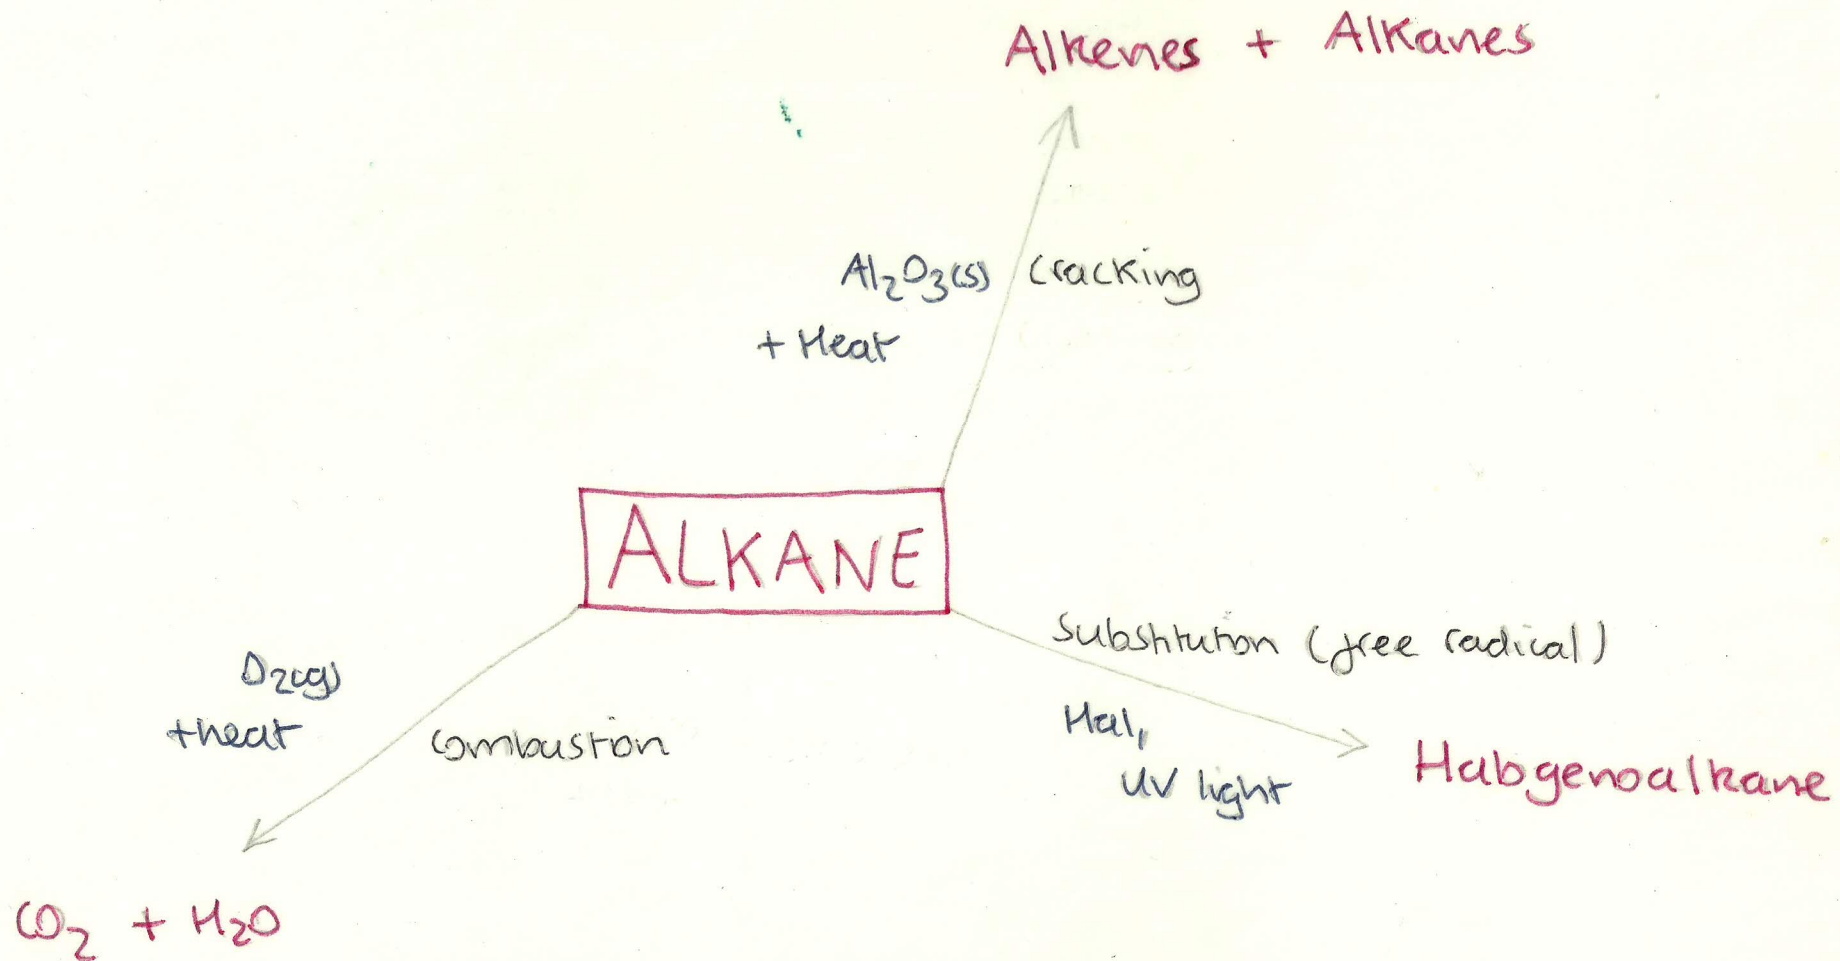 Alkenes + Alkanes
Al₂O₃(s) cracking
+ Heat
ALKANE
substitution (free radical)
O₂(g)
+heat
combustion
Hal,
UV light
Halogenoalkane
CO₂ + H₂O